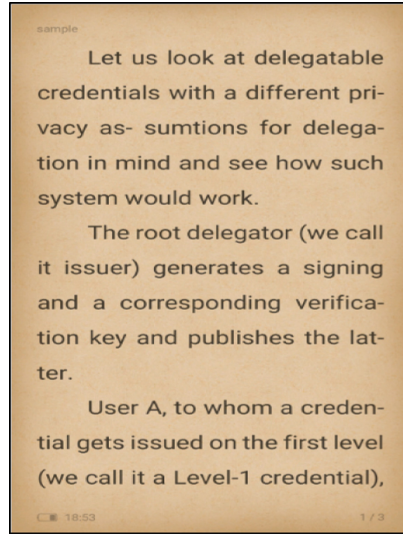 sample
Let us look at delegatable
credentials with a different pri-
vacy as- sumtions for delega-
tion in mind and see how such
system would work.
The root delegator (we call
it issuer) generates a signing
and a corresponding verifica-
tion key and publishes the lat-
ter.
User A, to whom a creden-
tial gets issued on the first level
(we call it a Level-1 credential),
18:53 1 / 3